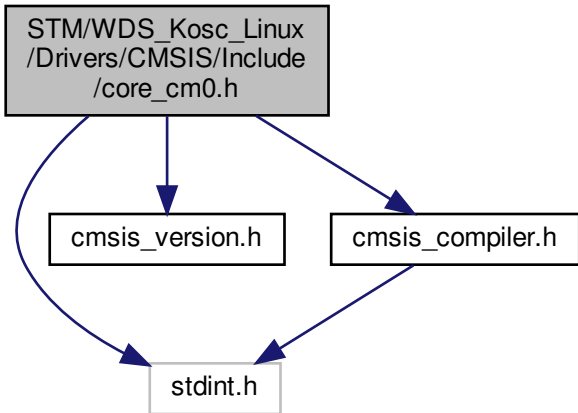 STM/WDS_Kosc_Linux
/Drivers/CMSIS/Include
/core_cm0.h
cmsis_version.h
cmsis_compiler.h
stdint.h